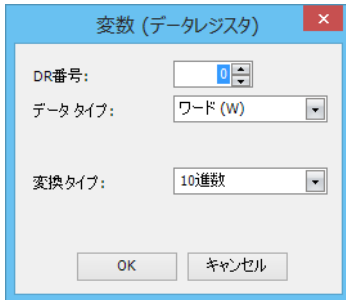 変数 (データレジスタ)
DR番号: 0
データ タイプ: ワード (W)
変換タイプ: 10進数
OK キャンセル